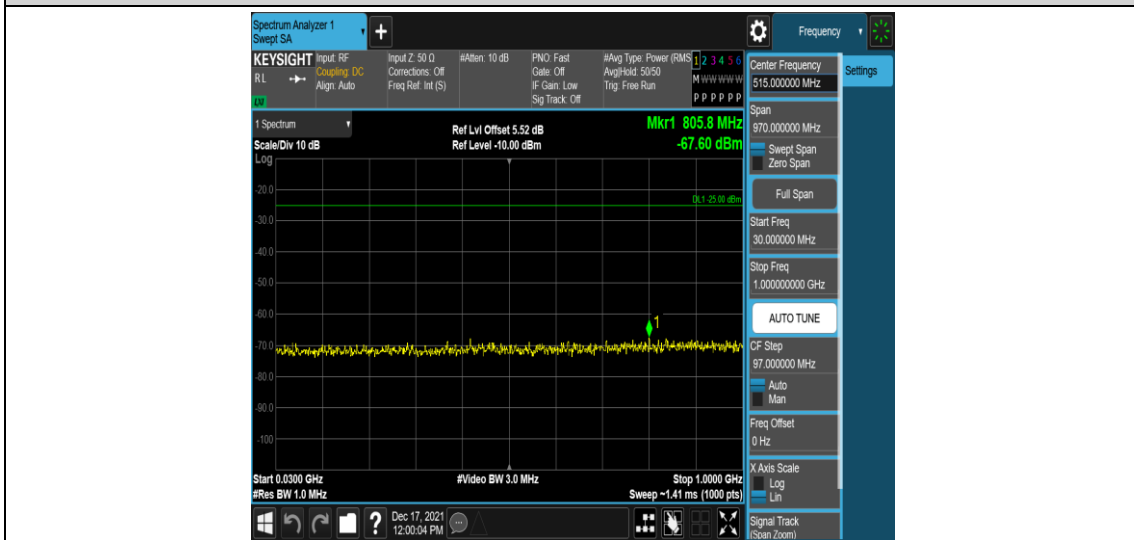 Spectrum Analyzer 1
Swept SA
+
Frequency
KEYSIGHT
RL
LXI
Input: RF
Coupling: DC
Align: Auto
Input Z: 50 Ω
Corrections: Off
Freq Ref: Int (S)
#Atten: 10 dB
PNO: Fast
Gate: Off
IF Gain: Low
Sig Track: Off
#Avg Type: Power (RMS
Avg|Hold: 50/50
Trig: Free Run
1 2 3 4 5 6
M W W W W W
P P P P P P
Center Frequency
515.000000 MHz
Settings
Span
970.000000 MHz
Swept Span
Zero Span
Full Span
Start Freq
30.000000 MHz
Stop Freq
1.000000000 GHz
AUTO TUNE
CF Step
97.000000 MHz
Auto
Man
Freq Offset
0 Hz
X Axis Scale
Log
Lin
Signal Track
(Span Zoom)
1 Spectrum
Scale/Div 10 dB
Log
Ref Lvl Offset 5.52 dB
Ref Level -10.00 dBm
Mkr1 805.8 MHz
-67.60 dBm
DL1 -25.00 dBm
-20.0
-30.0
-40.0
-50.0
-60.0
-70.0
-80.0
-90.0
-100
1
Start 0.0300 GHz
#Res BW 1.0 MHz
#Video BW 3.0 MHz
Stop 1.0000 GHz
Sweep ~1.41 ms (1000 pts)
?
Dec 17, 2021
12:00:04 PM